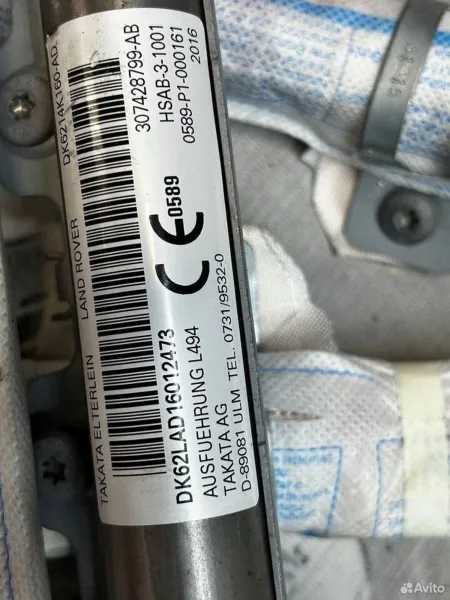 TAKATA ELTERLEIN LAND ROVER DK6214K160-AD
DK62LAD16012473
307428799-AB
AUSFUEHRUNG L494
HSAB-3-1001
TAKATA AG
0589-P1-000161
D-89081 ULM TEL. 0731/9532-0
2016
CE 0589
Avito